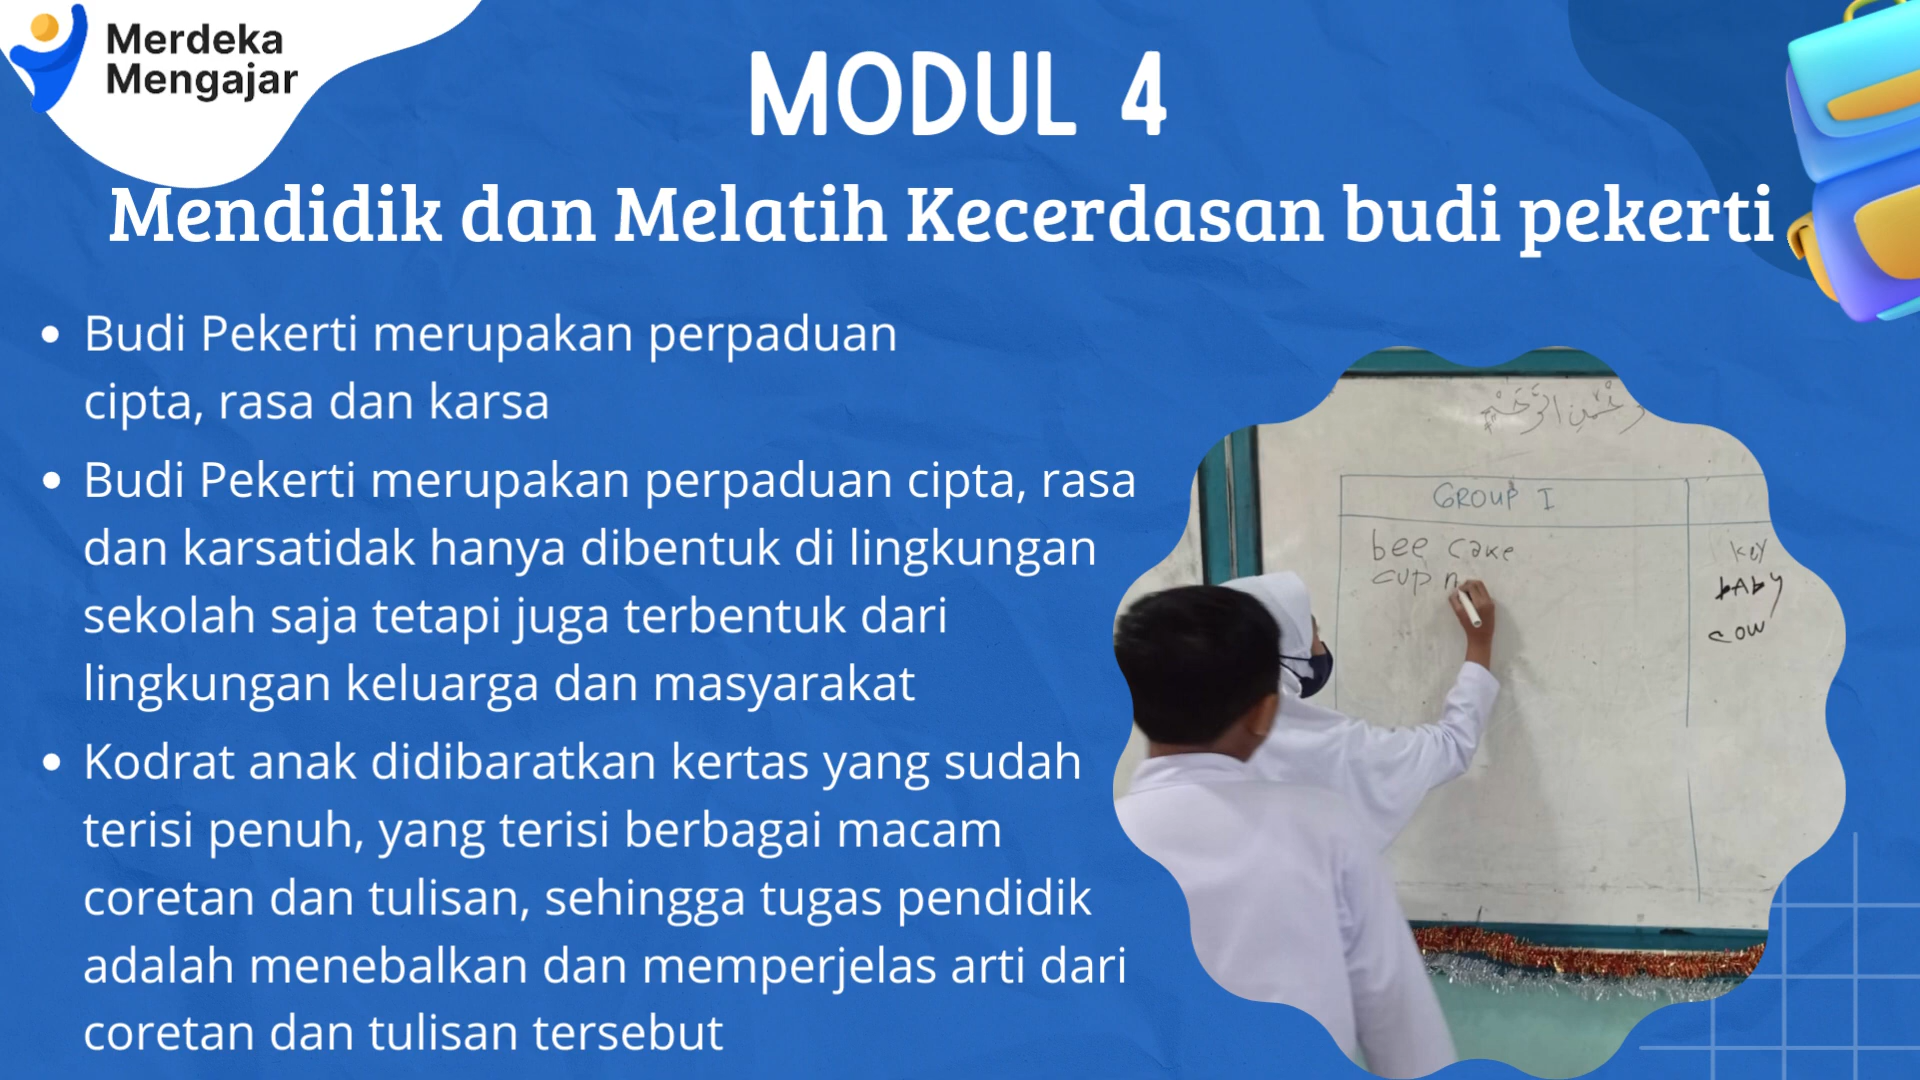 Merdeka
Mengajar
MODUL 4
Mendidik dan Melatih Kecerdasan budi pekerti
• Budi Pekerti merupakan perpaduan
cipta, rasa dan karsa
• Budi Pekerti merupakan perpaduan cipta, rasa
dan karsatidak hanya dibentuk di lingkungan
sekolah saja tetapi juga terbentuk dari
lingkungan keluarga dan masyarakat
• Kodrat anak didibaratkan kertas yang sudah
terisi penuh, yang terisi berbagai macam
coretan dan tulisan, sehingga tugas pendidik
adalah menebalkan dan memperjelas arti dari
coretan dan tulisan tersebut
GROUP I
bee cake
cup n
key
bAby
cow